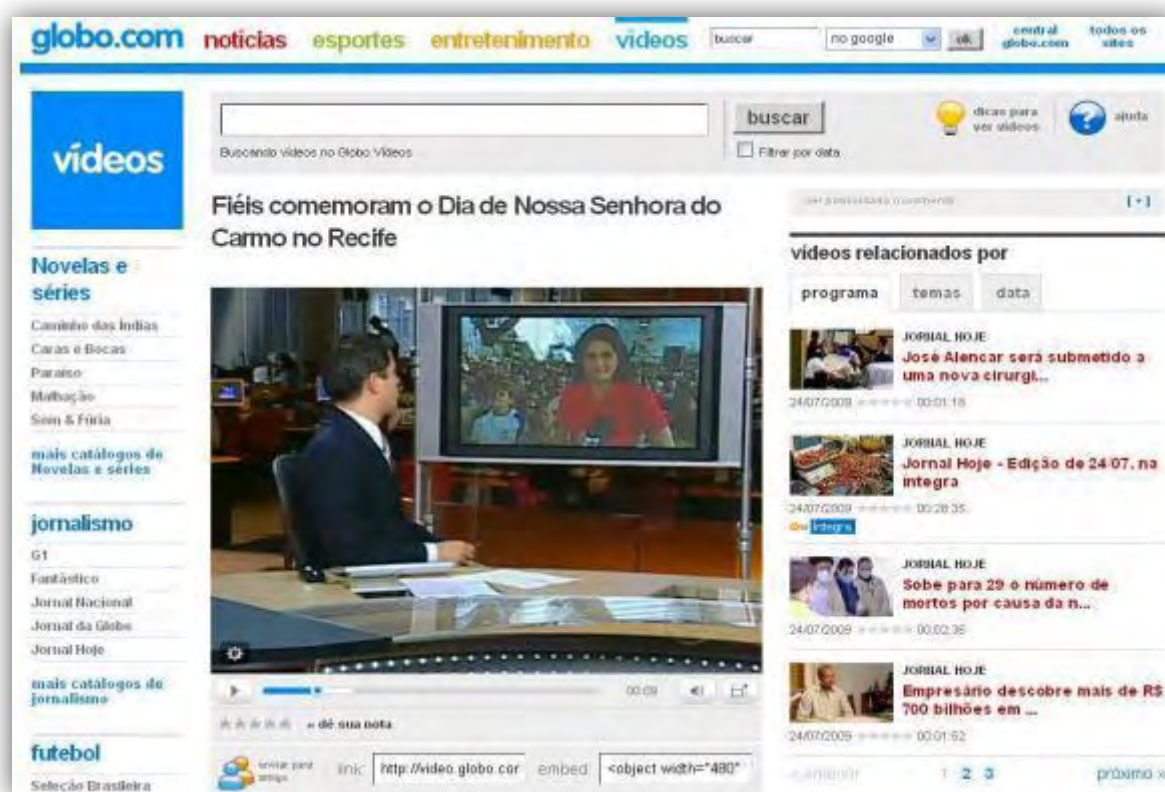 globo.com notícias esportes entretenimento vídeos buscar no google ok central globo.com todos os sites
vídeos
buscar
dicas para ver vídeos
ajuda
Buscando vídeos no Globo Vídeos
Filtrar por data
Fiéis comemoram o Dia de Nossa Senhora do
Carmo no Recife
Novelas e
séries
Caminho das Índias
Caras e Bocas
Paraíso
Malhação
Som & Fúria
mais catálogos de
Novelas e séries
jornalismo
G1
Fantástico
Jornal Nacional
Jornal da Globo
Jornal Hoje
mais catálogos de
jornalismo
futebol
Seleção Brasileira
00:09
dê sua nota
enviar para
amigo
link: http://video.globo.cor embed <object width="480"
[+]
vídeos relacionados por
programa temas data
JORNAL HOJE
José Alencar será submetido a
uma nova cirurgi...
24/07/2009 00:01:18
JORNAL HOJE
Jornal Hoje - Edição de 24/07, na
íntegra
24/07/2009 00:28:35
íntegra
JORNAL HOJE
Sobe para 29 o número de
mortos por causa da n...
24/07/2009 00:02:36
JORNAL HOJE
Empresário descobre mais de R$
700 bilhões em ...
24/07/2009 00:01:52
« anterior 1 2 3 próximo »